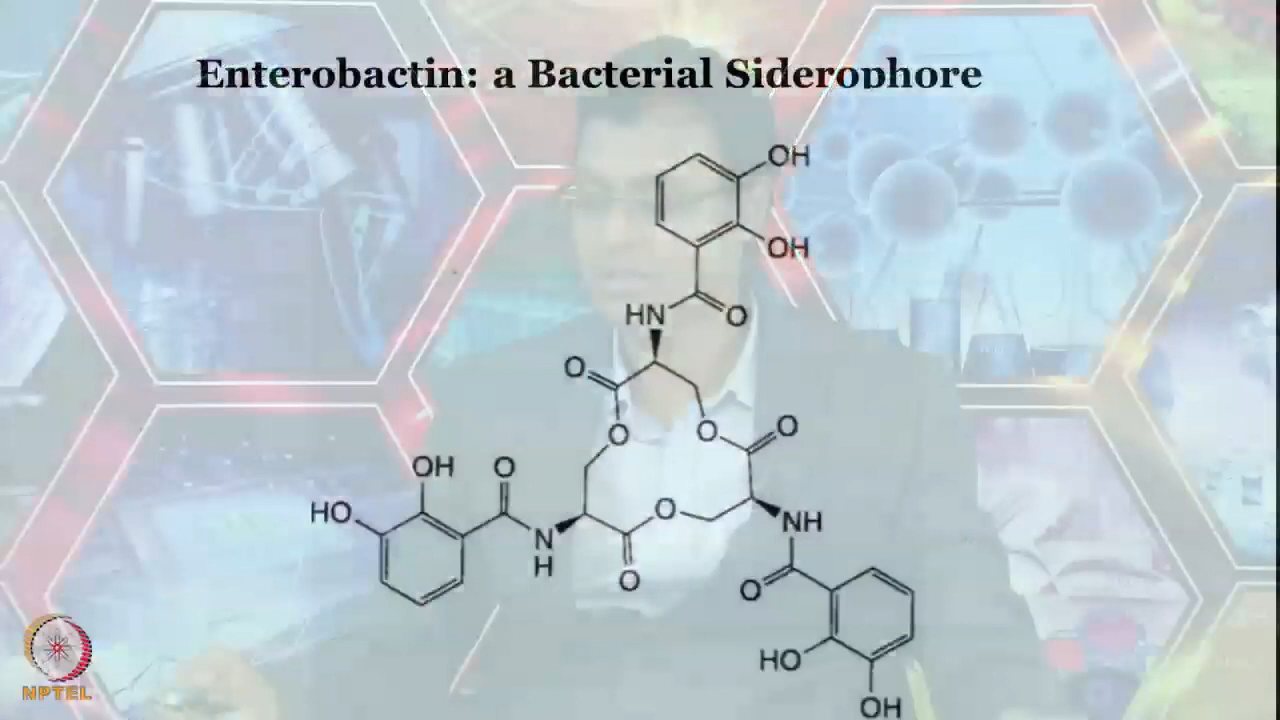 Enterobactin: a Bacterial Siderophore
OH
OH
HN
O
O
O
O
O
OH
O
HO
O
NH
N
H
O
O
HO
OH
NPTEL